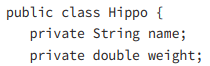 public class Hippo {
    private String name;
    private double weight;